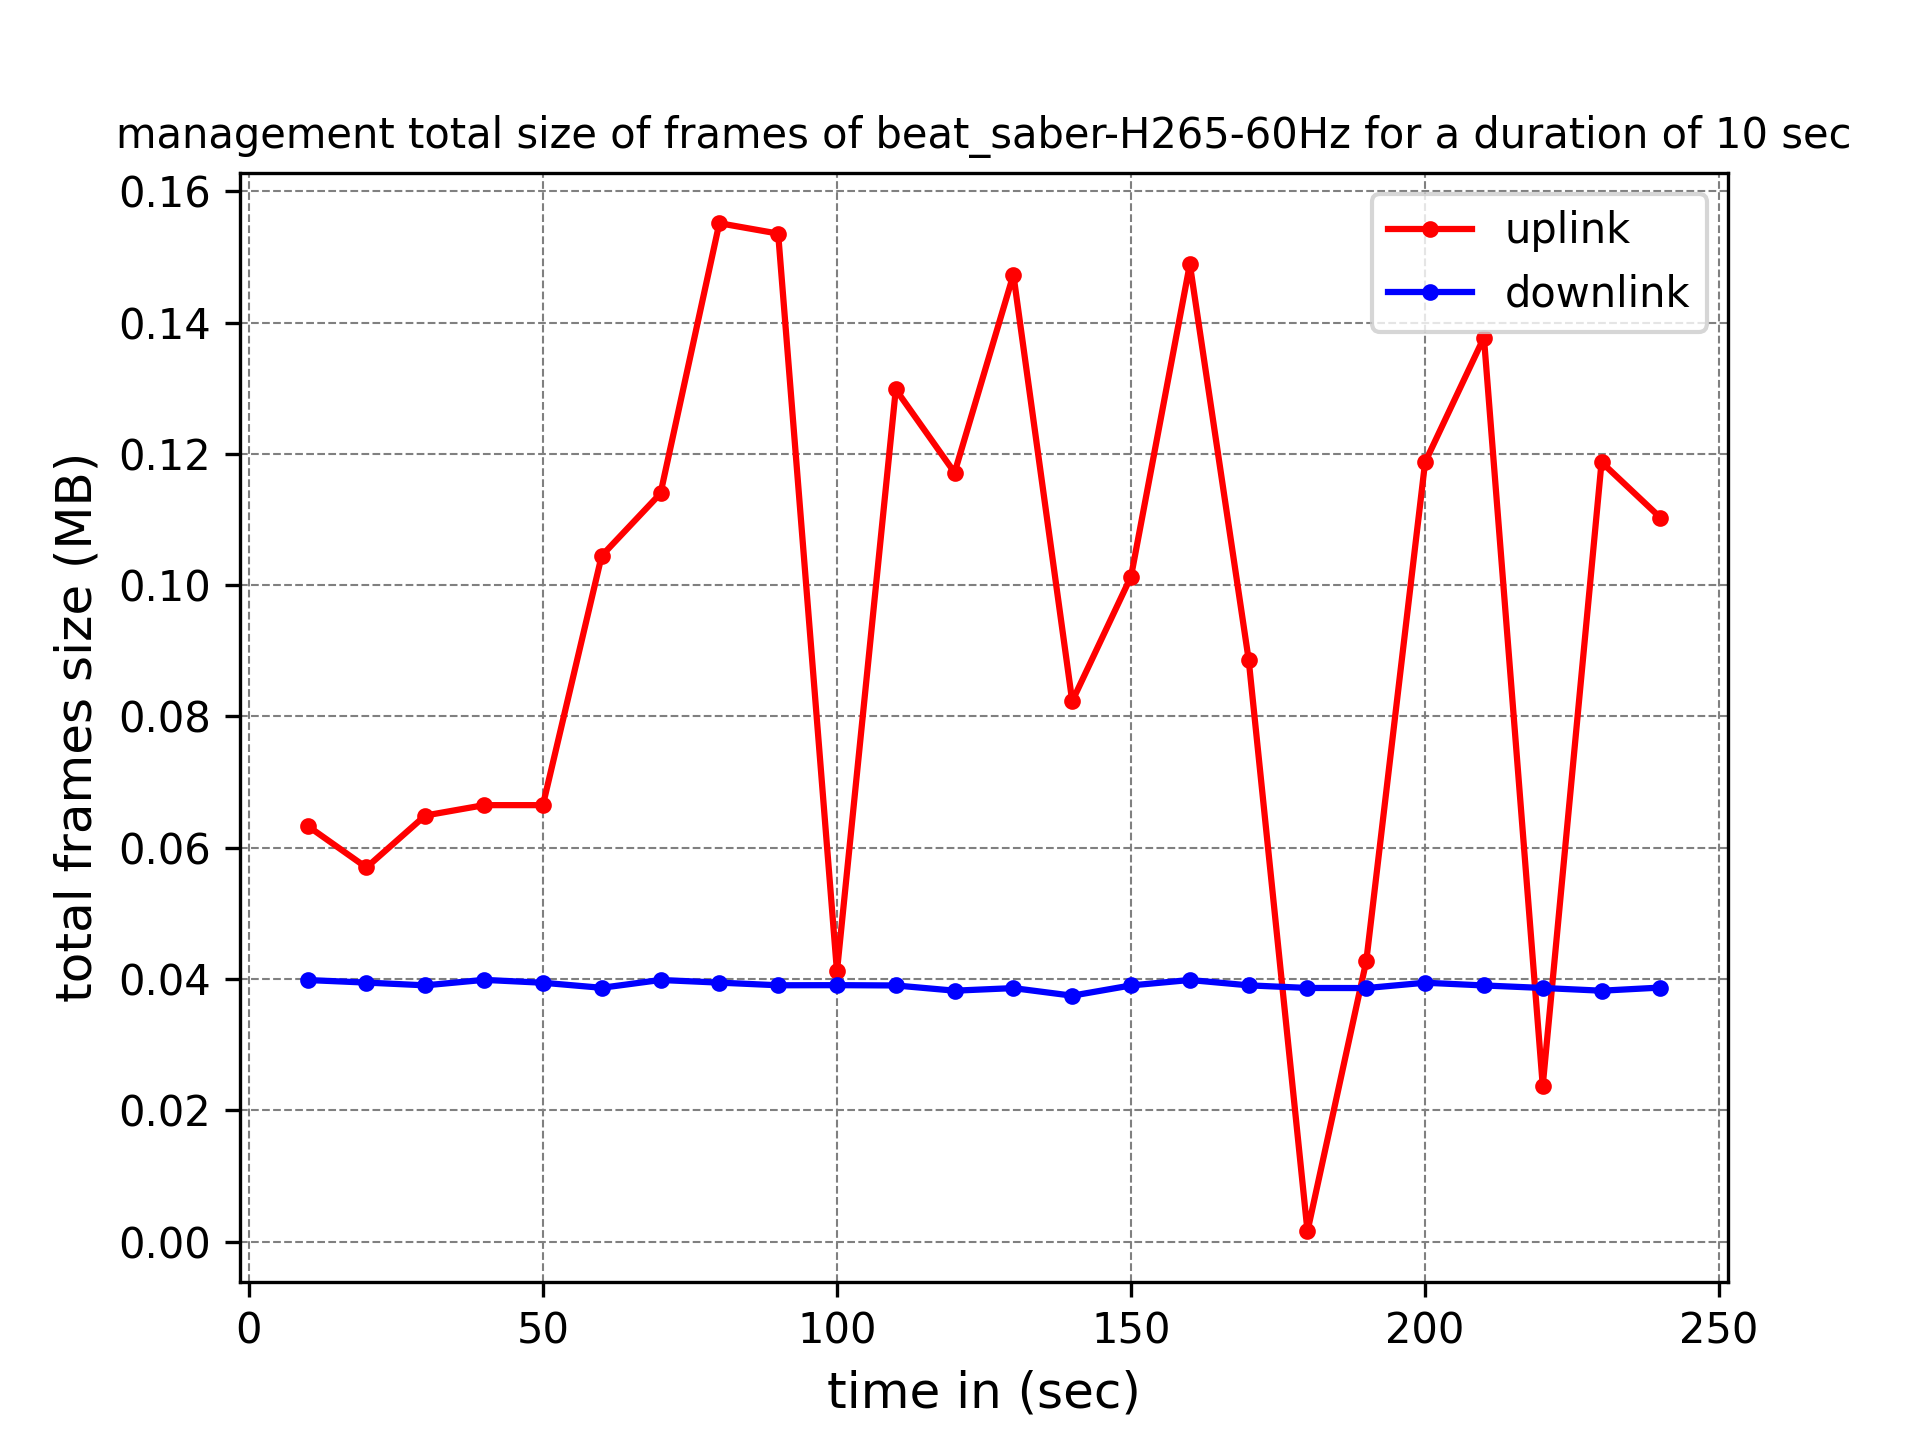 management total size of frames of beat_saber-H265-60Hz for a duration of 10 sec
uplink
downlink
total frames size (MB)
0.16
0.14
0.12
0.10
0.08
0.06
0.04
0.02
0.00
0 50 100 150 200 250
time in (sec)